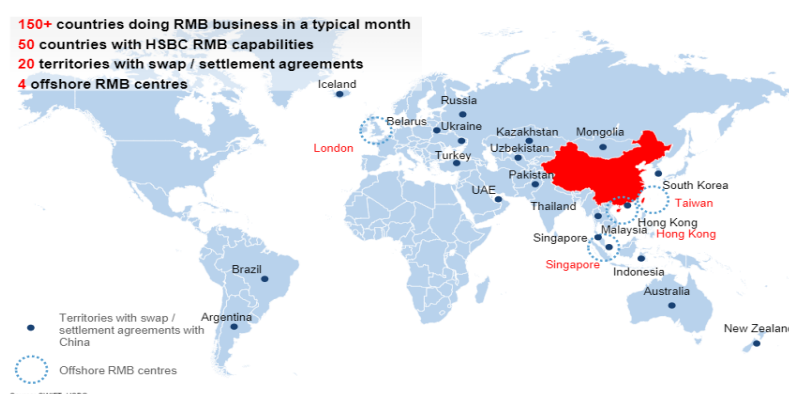 150+ countries doing RMB business in a typical month
50 countries with HSBC RMB capabilities
20 territories with swap / settlement agreements
4 offshore RMB centres
Iceland
Russia
Belarus
Ukraine
Kazakhstan
Mongolia
London
Uzbekistan
Turkey
Pakistan
South Korea
UAE
Taiwan
Thailand
Hong Kong
Malaysia
Hong Kong
Singapore
Singapore
Indonesia
Brazil
Australia
Argentina
New Zealand
Territories with swap /
settlement agreements with
China
Offshore RMB centres